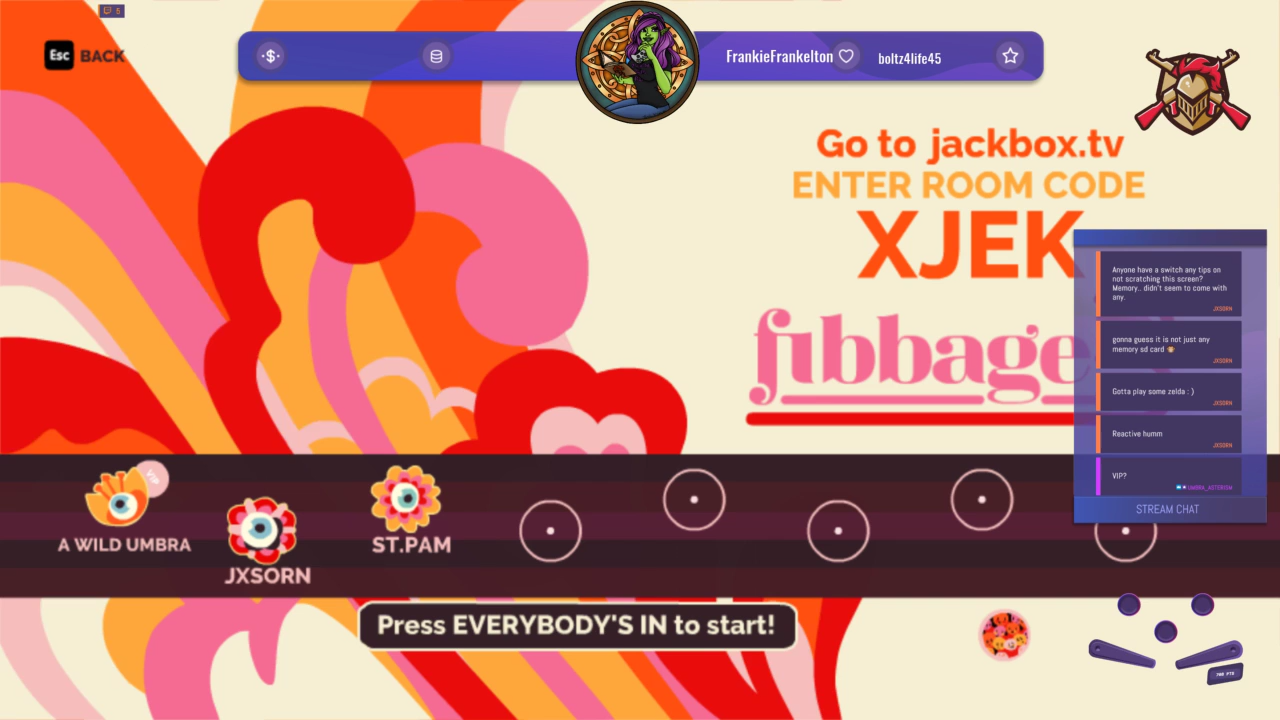 5
Esc BACK
FrankieFrankelton
boltz4life45
Go to jackbox.tv
ENTER ROOM CODE
XJEK
fibbage
Anyone have a switch any tips on
not scratching this screen?
Memory.. didn't seem to come with
any.
JXSORN
gonna guess it is not just any
memory sd card
JXSORN
Gotta play some zelda : )
JXSORN
Reactive humm
JXSORN
VIP?
UMBRA_ASTERISM
STREAM CHAT
VIP
A WILD UMBRA
JXSORN
ST.PAM
Press EVERYBODY'S IN to start!